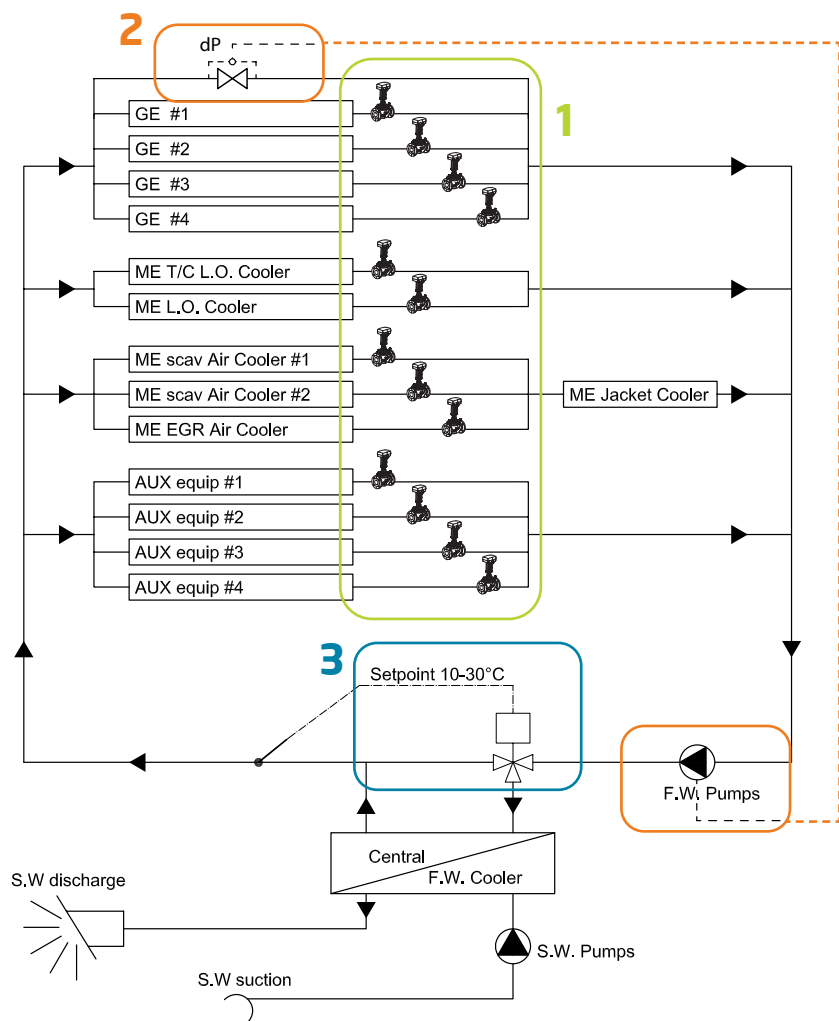 2
dP
1
GE #1
GE #2
GE #3
GE #4
ME T/C L.O. Cooler
ME L.O. Cooler
ME scav Air Cooler #1
ME scav Air Cooler #2
ME Jacket Cooler
ME EGR Air Cooler
AUX equip #1
AUX equip #2
AUX equip #3
AUX equip #4
3
Setpoint 10-30°C
F.W. Pumps
Central
F.W. Cooler
S.W discharge
S.W. Pumps
S.W suction